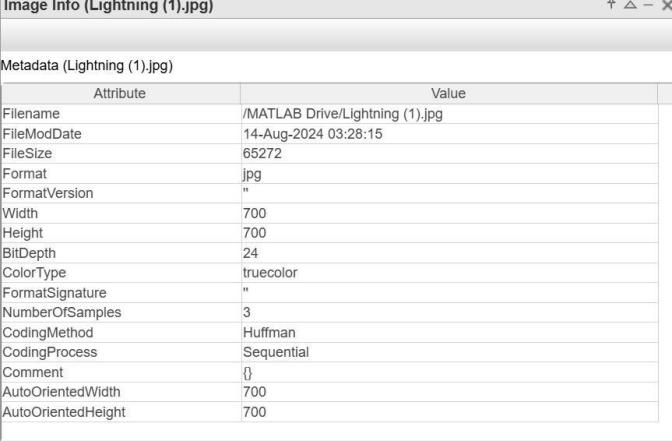 Image Info (Lightning (1).jpg)
Metadata (Lightning (1).jpg)
Attribute Value
Filename /MATLAB Drive/Lightning (1).jpg
FileModDate 14-Aug-2024 03:28:15
FileSize 65272
Format jpg
FormatVersion ''
Width 700
Height 700
BitDepth 24
ColorType truecolor
FormatSignature ''
NumberOfSamples 3
CodingMethod Huffman
CodingProcess Sequential
Comment {}
AutoOrientedWidth 700
AutoOrientedHeight 700